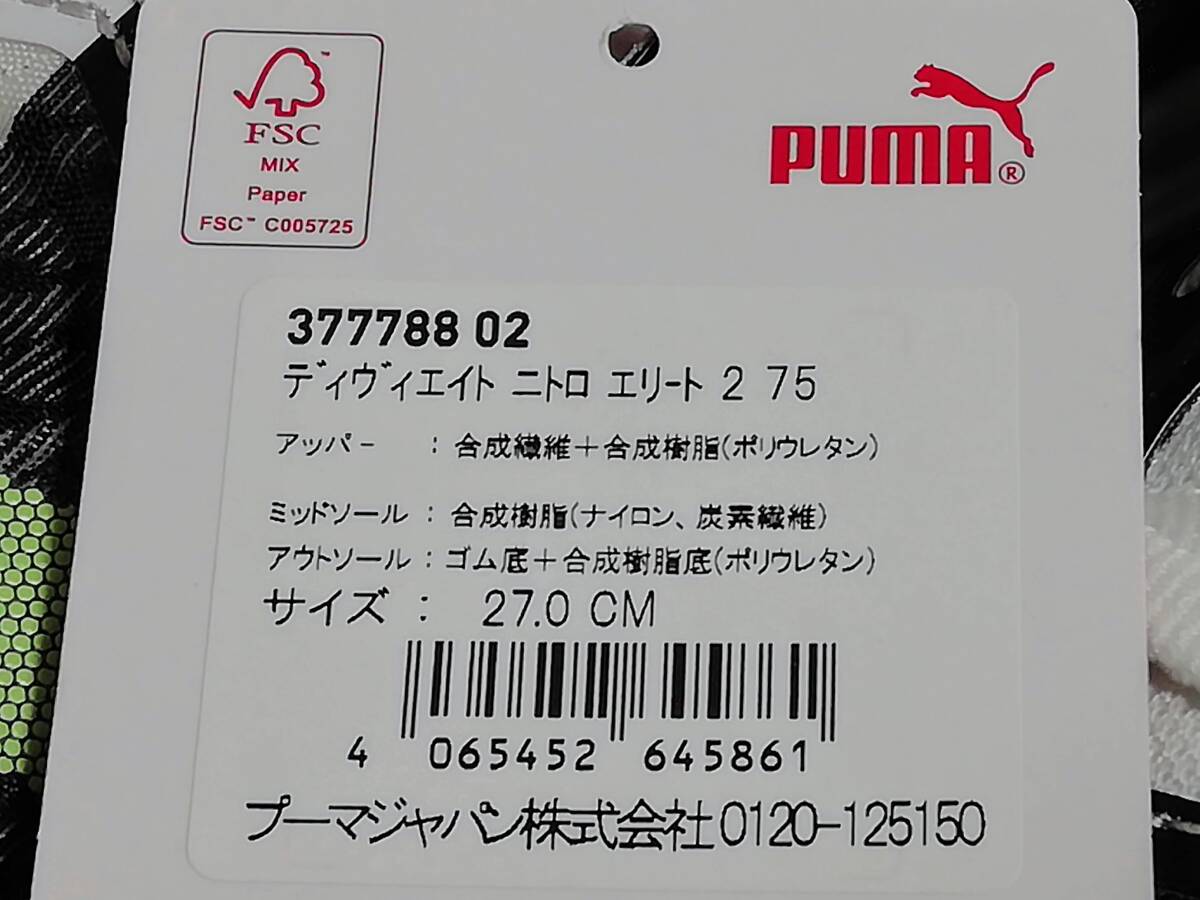 FSC™
MIX
Paper
FSC™ C005725
PUMA®
377788 02
ディヴィエイト ニトロ エリート 2 75
アッパー : 合成繊維+合成樹脂(ポリウレタン)
ミッドソール : 合成樹脂(ナイロン、炭素繊維)
アウトソール : ゴム底+合成樹脂底(ポリウレタン)
サイズ : 27.0 CM
4 065452 645861
プーマジャパン株式会社0120-125150